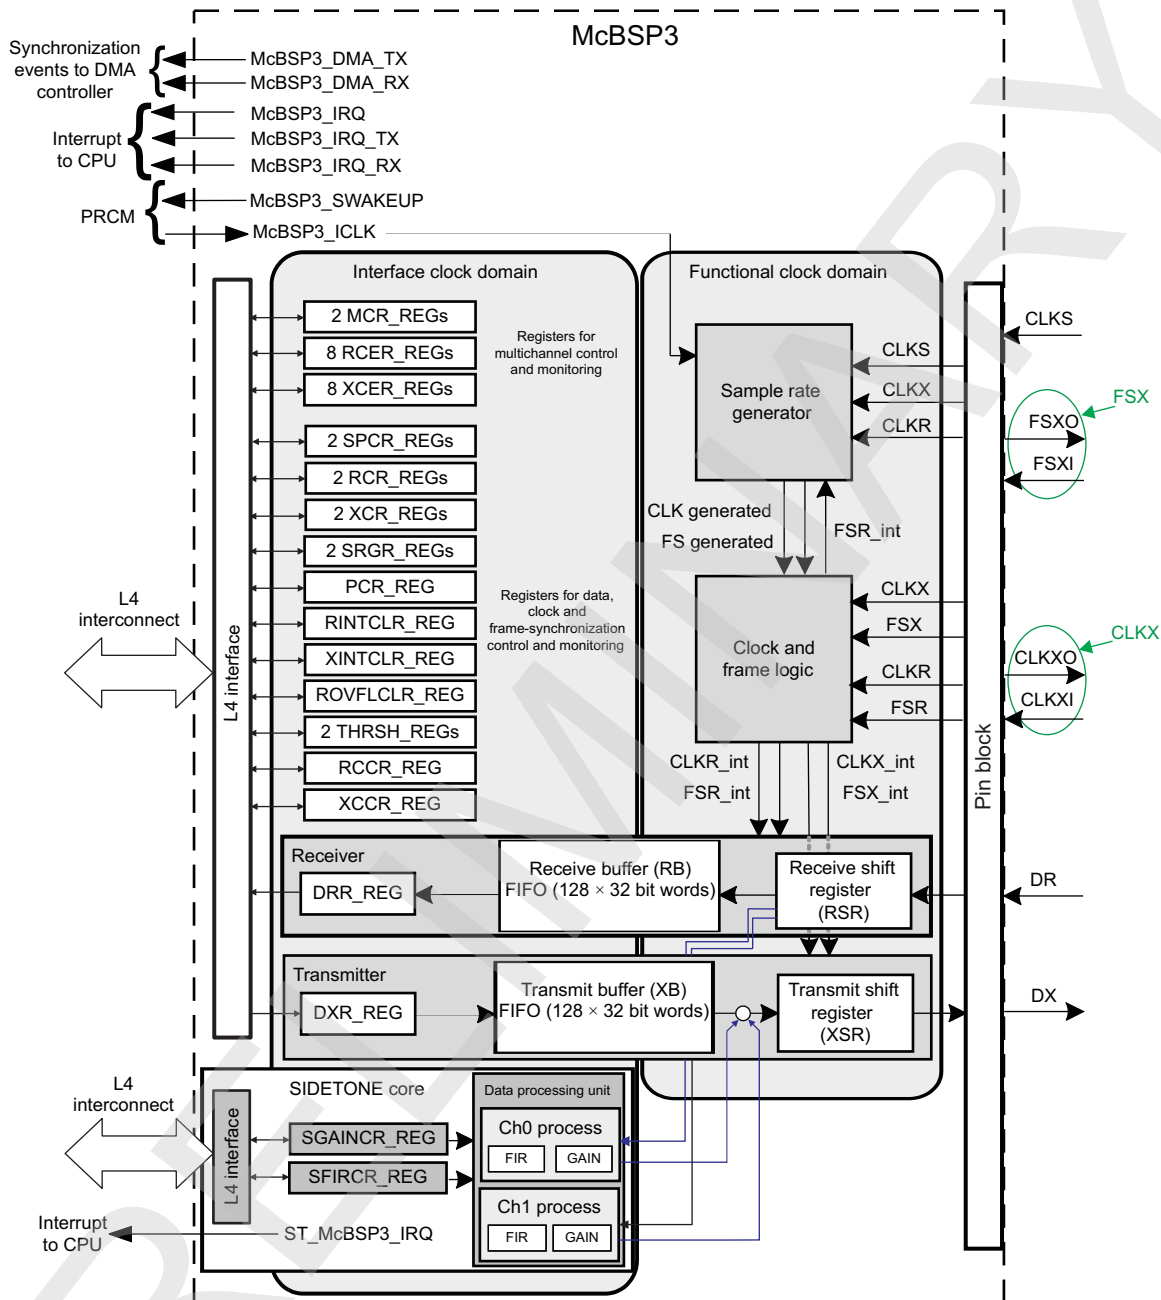 McBSP3
Synchronization
events to DMA
controller
McBSP3_DMA_TX
McBSP3_DMA_RX
Interrupt
to CPU
McBSP3_IRQ
McBSP3_IRQ_TX
McBSP3_IRQ_RX
PRCM
McBSP3_SWAKEUP
McBSP3_ICLK
Interface clock domain
Functional clock domain
2 MCR_REGs
8 RCER_REGs
8 XCER_REGs
Registers for
multichannel control
and monitoring
2 SPCR_REGs
2 RCR_REGs
2 XCR_REGs
2 SRGR_REGs
PCR_REG
RINTCLR_REG
XINTCLR_REG
ROVFLCLR_REG
2 THRSH_REGs
RCCR_REG
XCCR_REG
Registers for data,
clock and
frame-synchronization
control and monitoring
L4
interconnect
L4 interface
Sample rate
generator
CLKS
CLKX
CLKR
CLK generated
FS generated
FSR_int
Clock and
frame logic
CLKX
FSX
CLKR
FSR
CLKR_int
FSR_int
CLKX_int
FSX_int
Pin block
CLKS
FSX
FSXO
FSXI
CLKX
CLKXO
CLKXI
DR
DX
Receiver
DRR_REG
Receive buffer (RB)
FIFO (128 × 32 bit words)
Receive shift
register
(RSR)
Transmitter
DXR_REG
Transmit buffer (XB)
FIFO (128 × 32 bit words)
Transmit shift
register
(XSR)
L4
interconnect
L4 interface
SIDETONE core
SGAINCR_REG
SFIRCR_REG
Data processing unit
Ch0 process
FIR
GAIN
Ch1 process
FIR
GAIN
Interrupt
to CPU
ST_McBSP3_IRQ
PRELIMINARY